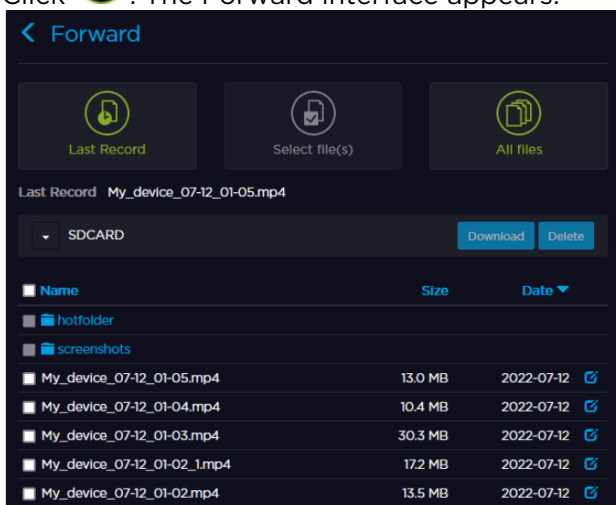 Click . The Forward interface appears.
Forward
Last Record Select file(s) All files
Last Record My_device_07-12_01-05.mp4
SDCARD Download Delete
Name Size Date
hotfolder
screenshots
My_device_07-12_01-05.mp4 13.0 MB 2022-07-12
My_device_07-12_01-04.mp4 10.4 MB 2022-07-12
My_device_07-12_01-03.mp4 30.3 MB 2022-07-12
My_device_07-12_01-02_1.mp4 17.2 MB 2022-07-12
My_device_07-12_01-02.mp4 13.5 MB 2022-07-12